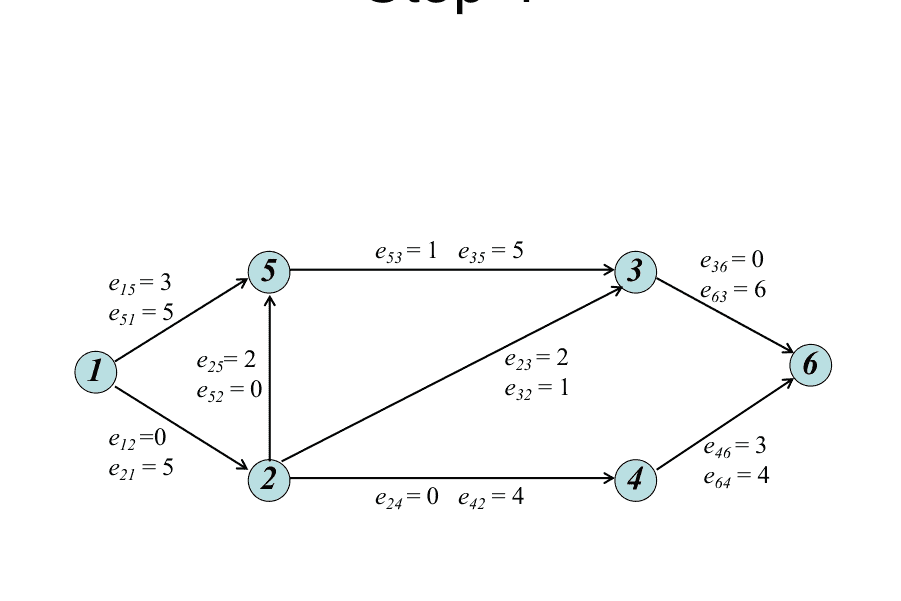 5
e53 = 1 e35 = 5
3
e36 = 0
e63 = 6
e15 = 3
e51 = 5
1
e25= 2
e52 = 0
e23 = 2
e32 = 1
6
e12 =0
e21 = 5
2
e24 = 0 e42 = 4
4
e46 = 3
e64 = 4